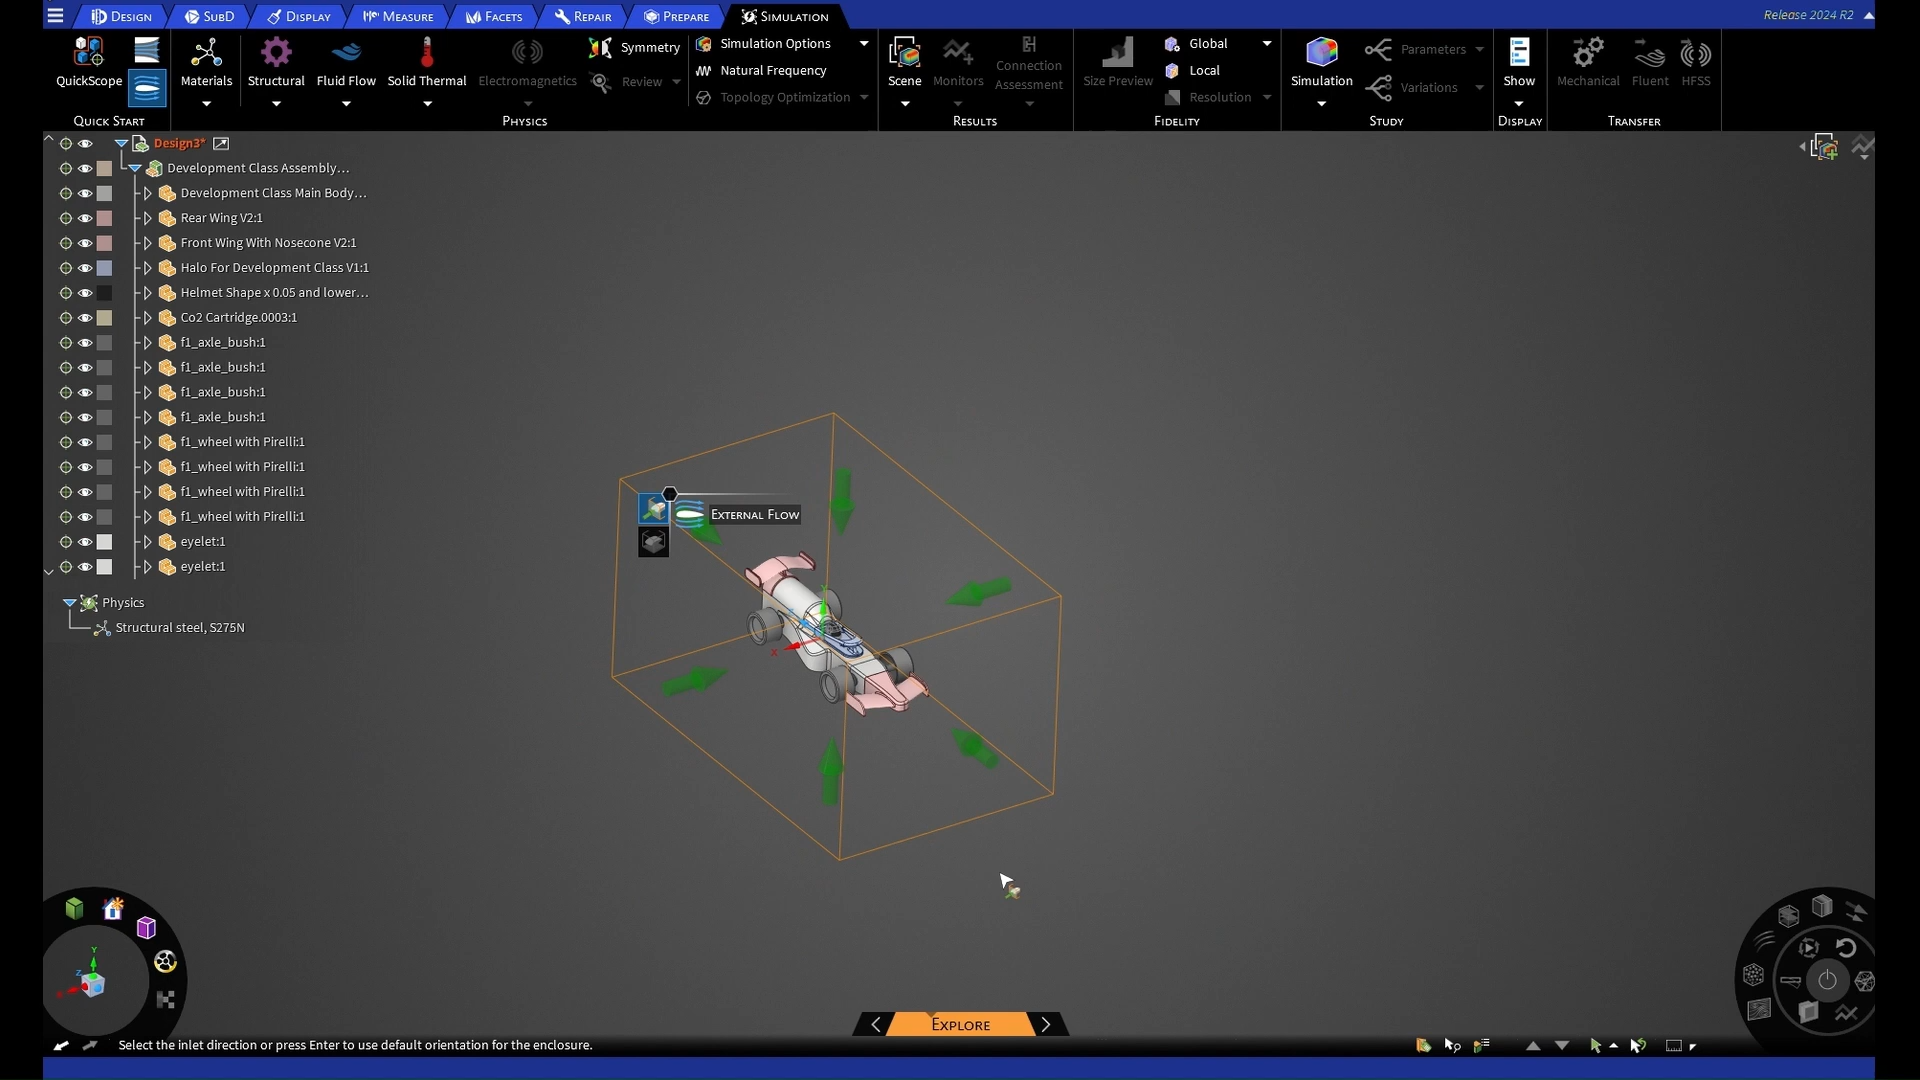 DESIGN
SUBD
DISPLAY
MEASURE
FACETS
REPAIR
PREPARE
SIMULATION
Release 2024 R2
QuickScope
Materials
Structural
Fluid Flow
Solid Thermal
Electromagnetics
Symmetry
Review
Simulation Options
Natural Frequency
Topology Optimization
Scene
Monitors
Connection
Assessment
Size Preview
Global
Local
Resolution
Simulation
Parameters
Variations
Show
Mechanical
Fluent
HFSS
QUICK START
PHYSICS
RESULTS
FIDELITY
STUDY
DISPLAY
TRANSFER
Design3*
Development Class Assembly...
Development Class Main Body...
Rear Wing V2:1
Front Wing With Nosecone V2:1
Halo For Development Class V1:1
Helmet Shape x 0.05 and lower...
Co2 Cartridge.0003:1
f1_axle_bush:1
f1_axle_bush:1
f1_axle_bush:1
f1_axle_bush:1
f1_wheel with Pirelli:1
f1_wheel with Pirelli:1
f1_wheel with Pirelli:1
f1_wheel with Pirelli:1
eyelet:1
eyelet:1
Physics
Structural steel, S275N
EXTERNAL FLOW
Y
Z
X
Y
Z
X
EXPLORE
Select the inlet direction or press Enter to use default orientation for the enclosure.